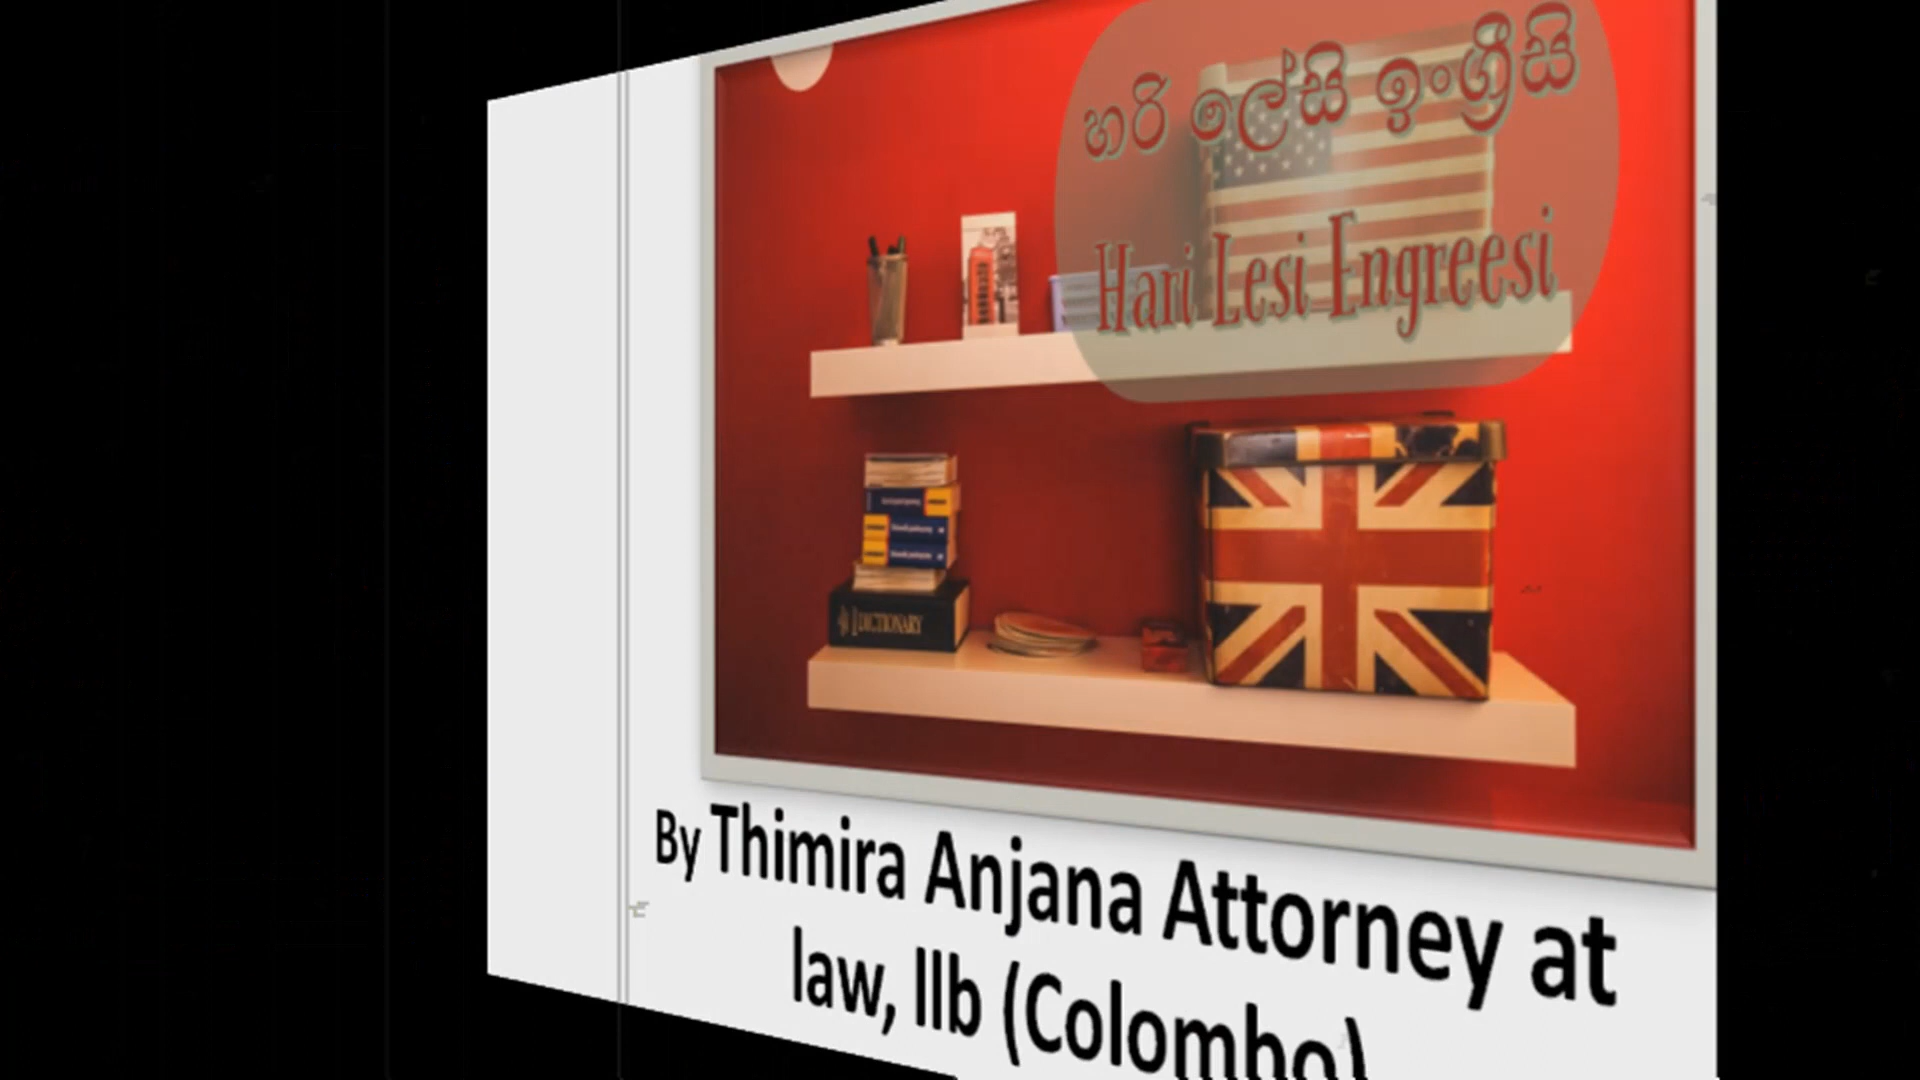 හරි ලේසි ඉංග්‍රීසි
Hari Lesi Engreesi
DICTIONARY
By Thimira Anjana Attorney at
law, llb (Colombo)